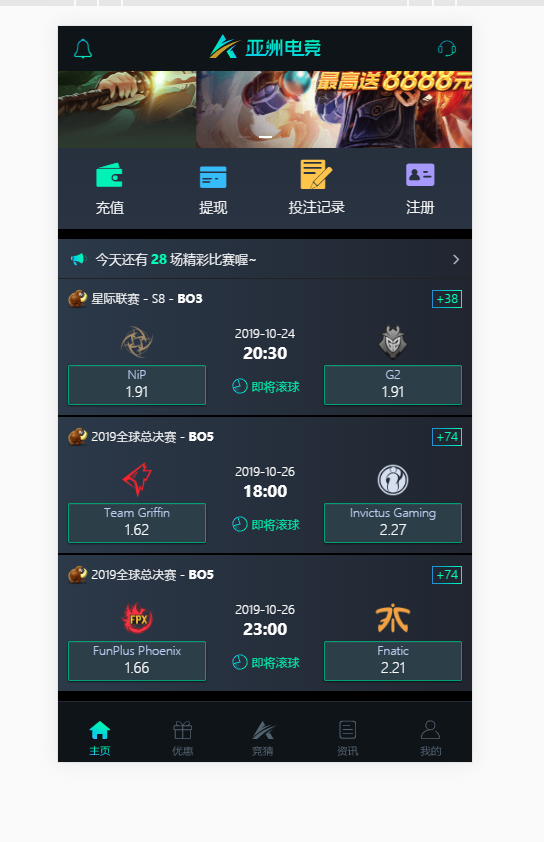 亚洲电竞
最高送8888元
充值 提现 投注记录 注册
今天还有 28 场精彩比赛喔~
星际联赛 - S8 - BO3 +38
2019-10-24
20:30
NiP
1.91
即将滚球
G2
1.91
2019全球总决赛 - BO5 +74
2019-10-26
18:00
Team Griffin
1.62
即将滚球
Invictus Gaming
2.27
2019全球总决赛 - BO5 +74
FPX
2019-10-26
23:00
FunPlus Phoenix
1.66
即将滚球
Fnatic
2.21
主页 优惠 竞猜 资讯 我的